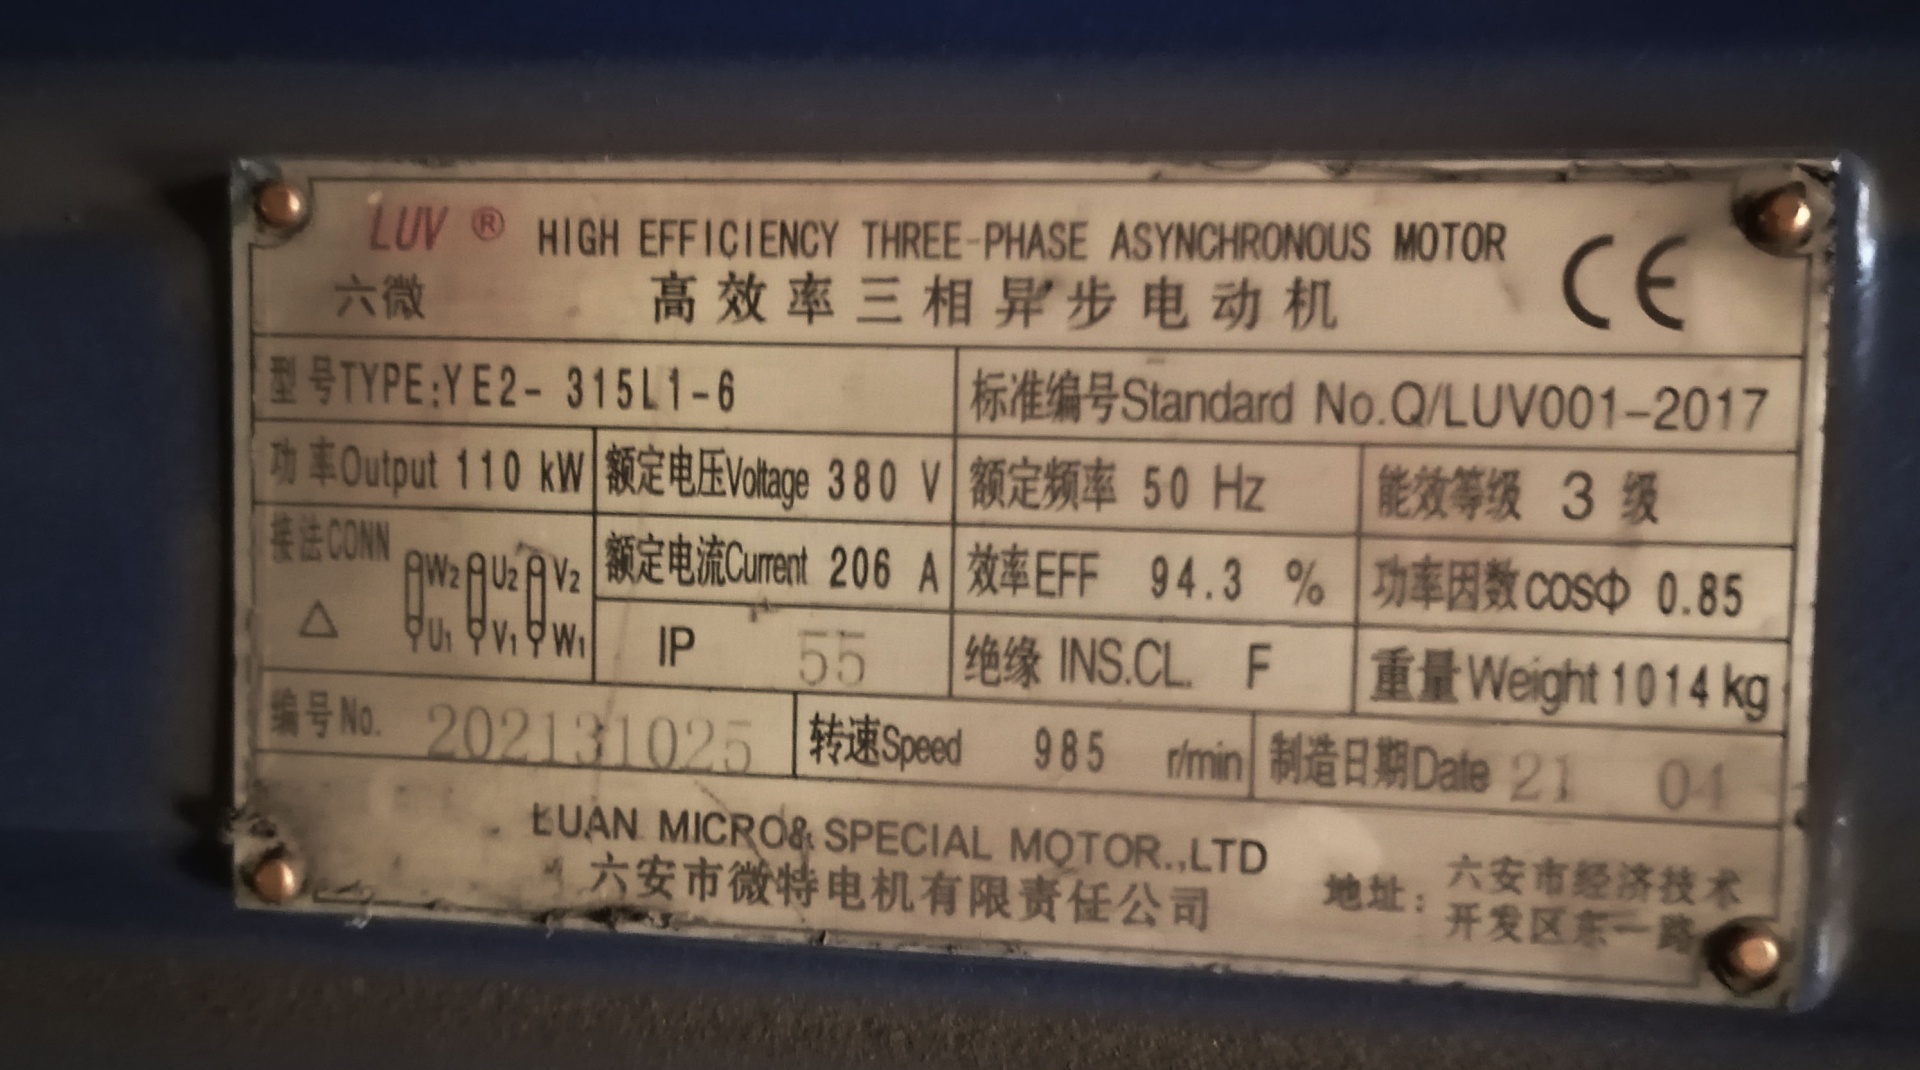 LUV ® HIGH EFFICIENCY THREE-PHASE ASYNCHRONOUS MOTOR CE
六微 高效率三相异步电动机
型号TYPE:YE2-315L1-6 标准编号Standard No.Q/LUV001-2017
功率Output 110 kW 额定电压Voltage 380 V 额定频率 50 Hz 能效等级 3 级
接法CONN △ W2 U2 V2 额定电流Current 206 A 效率EFF 94.3 % 功率因数COSΦ 0.85
U1 V1 W1 IP 55 绝缘 INS.CL. F 重量Weight 1014 kg
编号No. 202131025 转速Speed 985 r/min 制造日期Date 21 04
LUAN MICRO& SPECIAL MOTOR.,LTD
六安市微特电机有限责任公司 地址: 六安市经济技术
开发区东一路